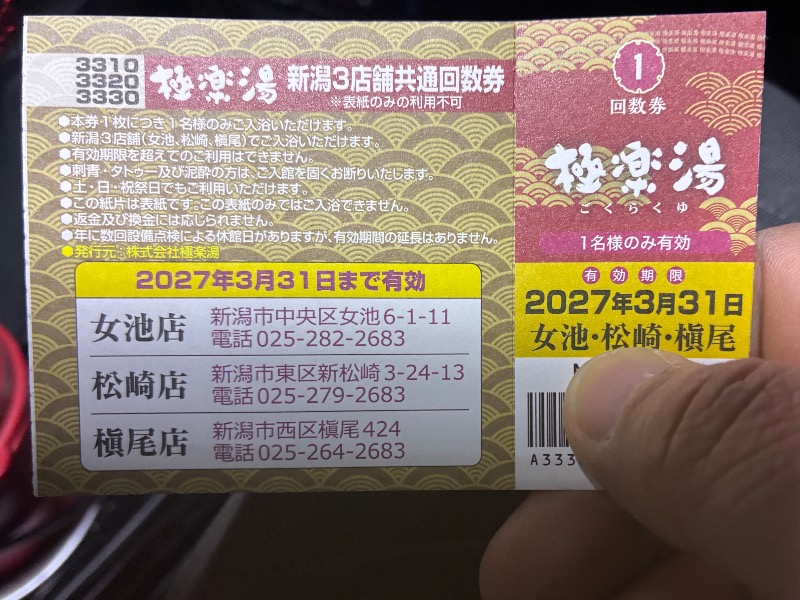 3310
3320
3330
極楽湯 新潟3店舗共通回数券
※表紙のみの利用不可
●本券1枚につき1名様のみご入浴いただけます。
●新潟3店舗(女池、松崎、槇尾)でご入浴いただけます。
●有効期限を超えてのご利用はできません。
●刺青・タトゥー及び泥酔の方は、ご入館を固くお断りいたします。
●土・日・祝祭日でもご利用いただけます。
●この紙片は表紙です。この表紙のみではご入浴できません。
●返金及び換金には応じられません。
●年に数回設備点検による休館日がありますが、有効期間の延長はありません。
●発行元:株式会社極楽湯
2027年3月31日まで有効
女池店 新潟市中央区女池6-1-11
電話025-282-2683
松崎店 新潟市東区新松崎3-24-13
電話025-279-2683
槇尾店 新潟市西区槇尾424
電話025-264-2683
1
回数券
極楽湯
ごくらくゆ
1名様のみ有効
有効期限
2027年3月31日
女池・松崎・槇尾
A333